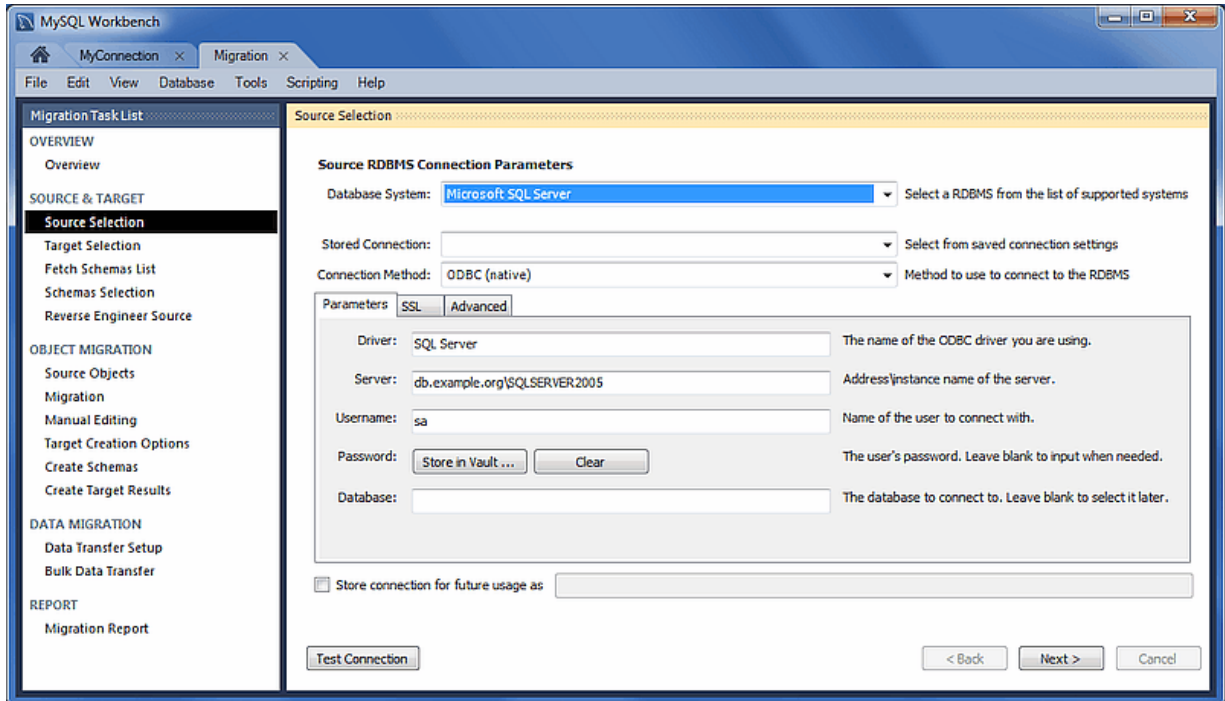 MySQL Workbench
MyConnection Migration
File Edit View Database Tools Scripting Help
Migration Task List
OVERVIEW
Overview
SOURCE & TARGET
Source Selection
Target Selection
Fetch Schemas List
Schemas Selection
Reverse Engineer Source
OBJECT MIGRATION
Source Objects
Migration
Manual Editing
Target Creation Options
Create Schemas
Create Target Results
DATA MIGRATION
Data Transfer Setup
Bulk Data Transfer
REPORT
Migration Report
Source Selection
Source RDBMS Connection Parameters
Database System: Microsoft SQL Server Select a RDBMS from the list of supported systems
Stored Connection: Select from saved connection settings
Connection Method: ODBC (native) Method to use to connect to the RDBMS
Parameters SSL Advanced
Driver: SQL Server The name of the ODBC driver you are using.
Server: db.example.org\SQLSERVER2005 Address\instance name of the server.
Username: sa Name of the user to connect with.
Password: Store in Vault ... Clear The user's password. Leave blank to input when needed.
Database: The database to connect to. Leave blank to select it later.
Store connection for future usage as
Test Connection < Back Next > Cancel